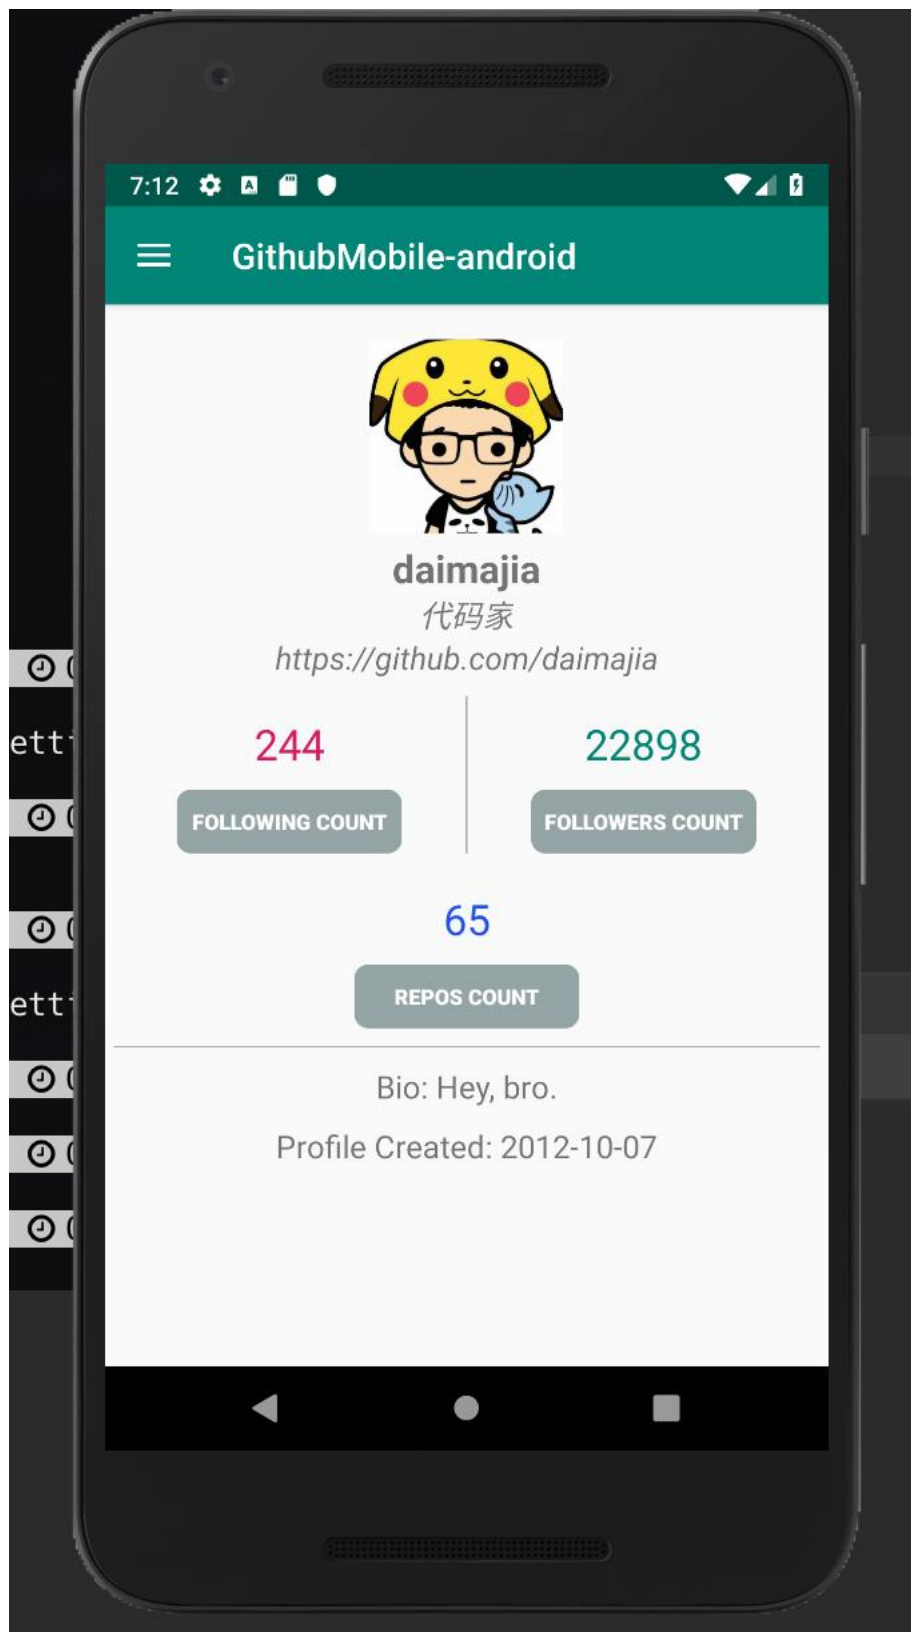 7:12
GithubMobile-android
daimajia
代码家
https://github.com/daimajia
244
22898
FOLLOWING COUNT
FOLLOWERS COUNT
65
REPOS COUNT
Bio: Hey, bro.
Profile Created: 2012-10-07